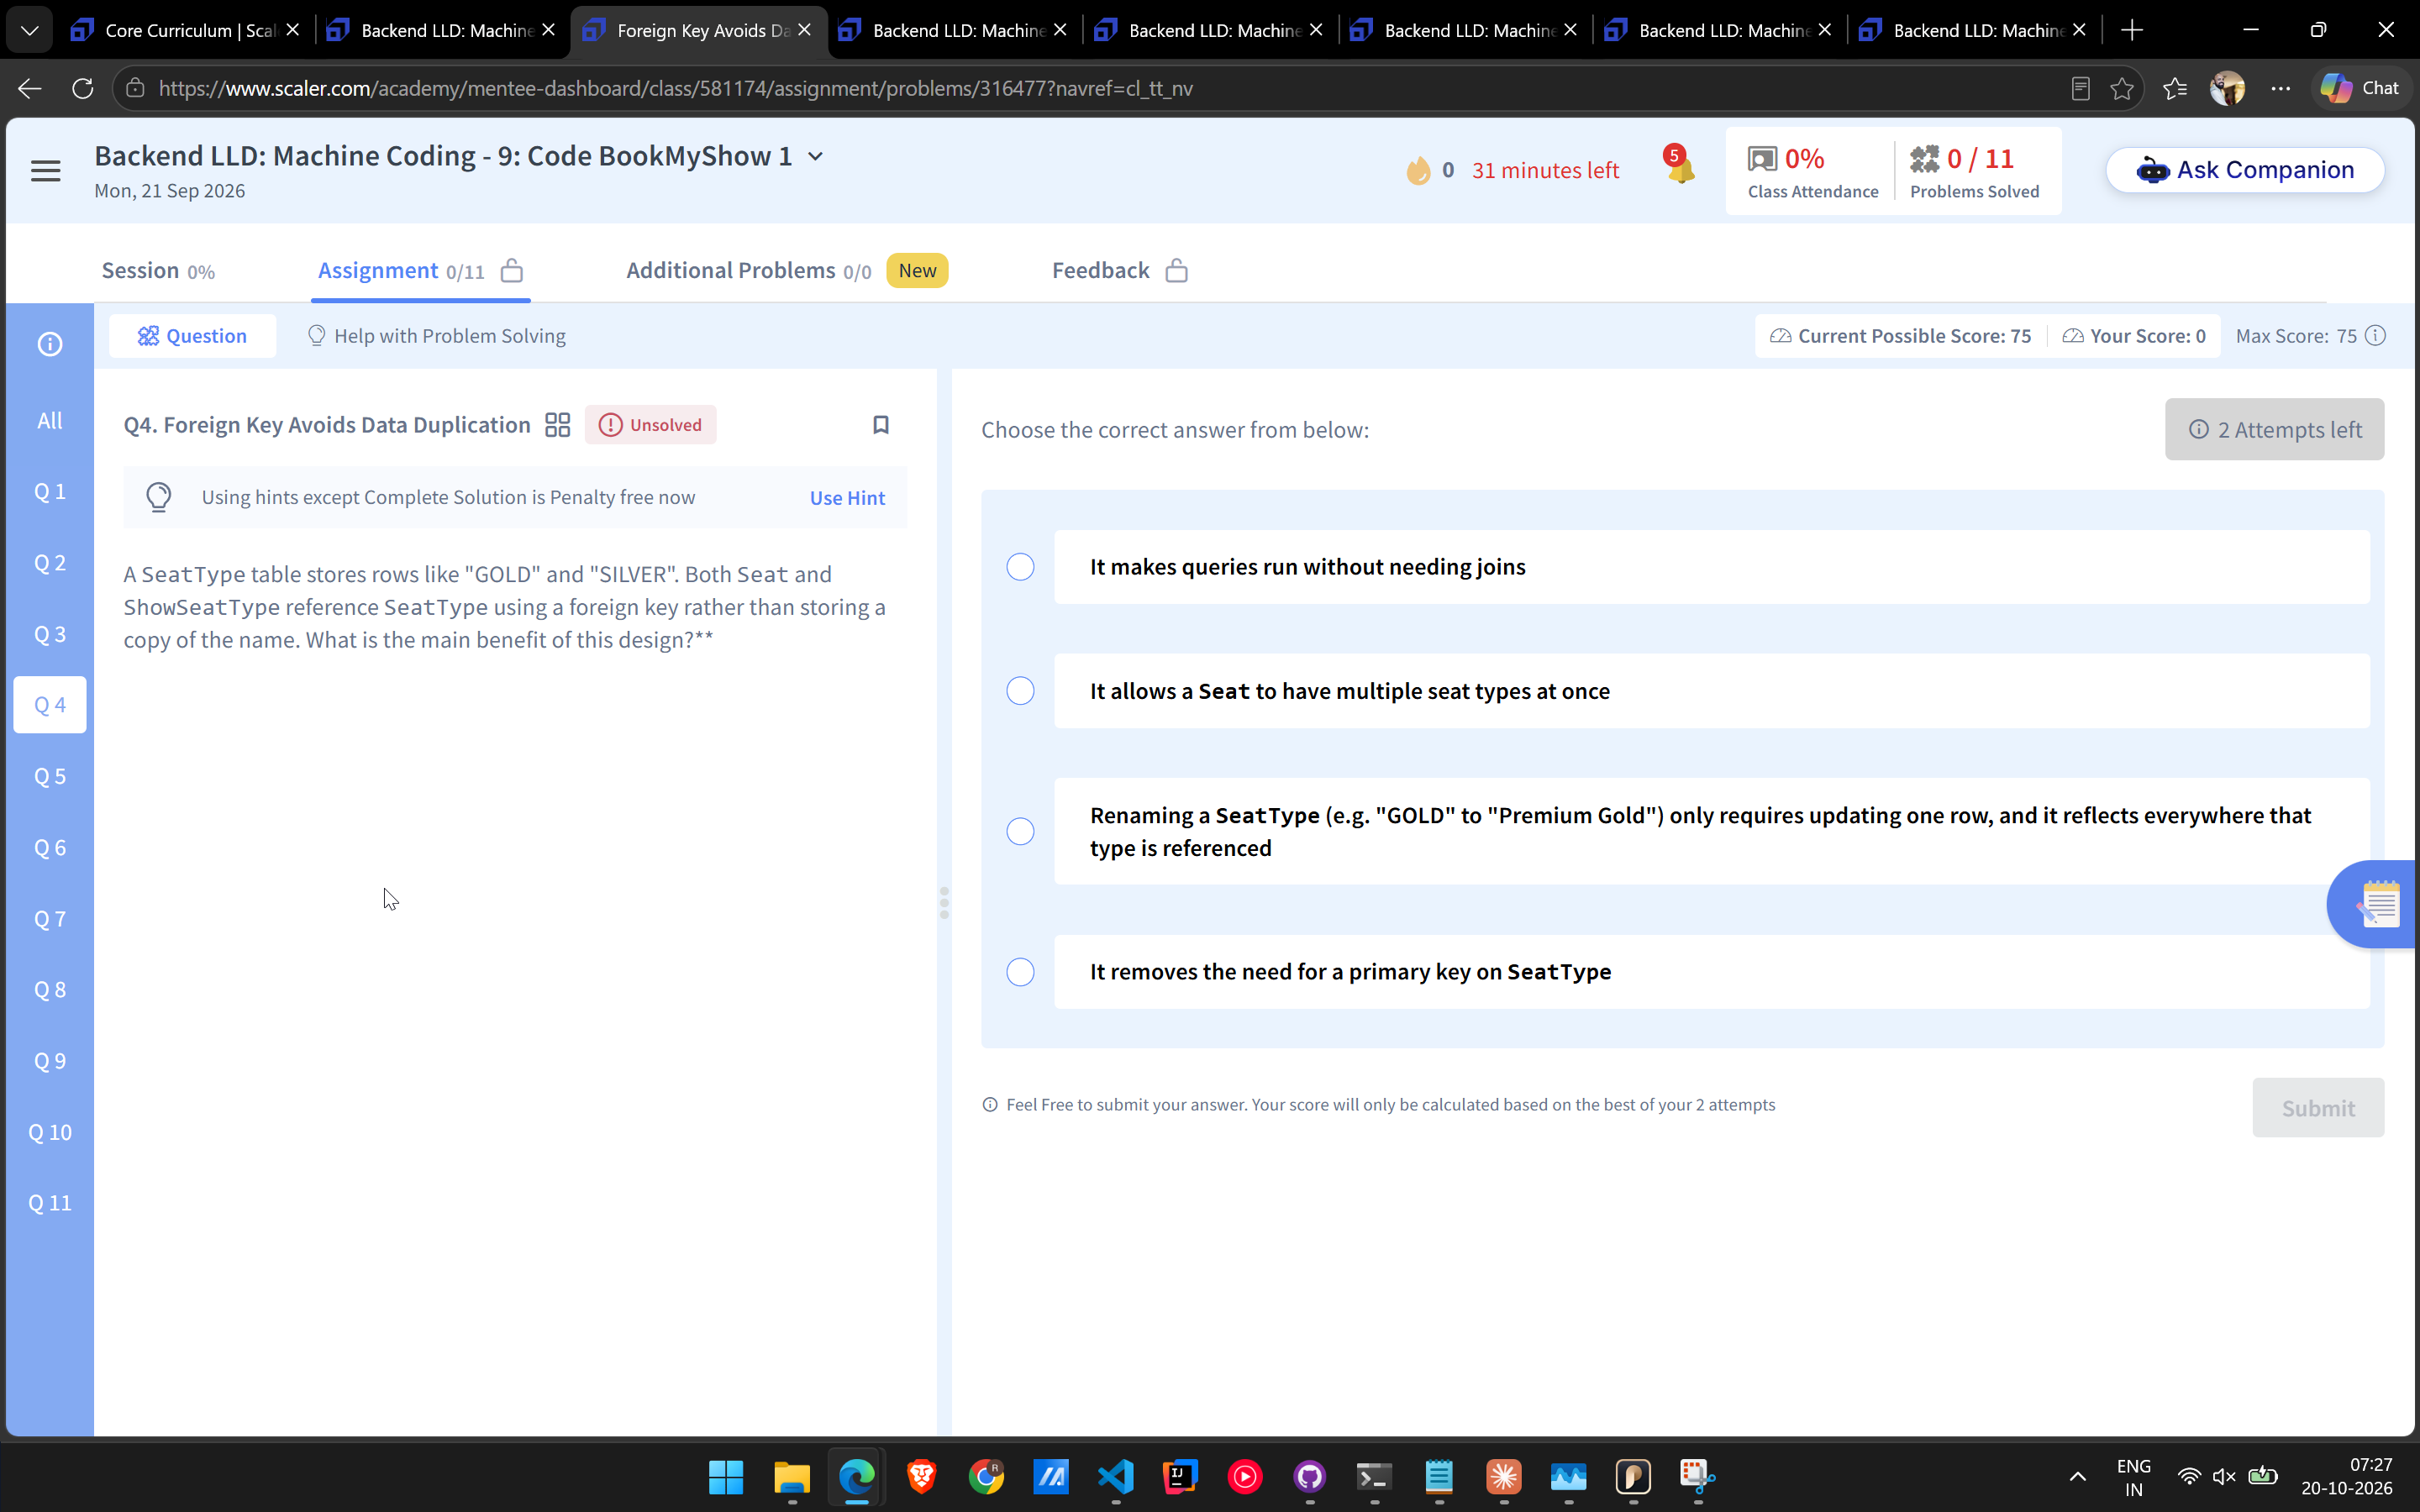 Core Curriculum | Scal
Backend LLD: Machine
Foreign Key Avoids Da
Backend LLD: Machine
Backend LLD: Machine
Backend LLD: Machine
Backend LLD: Machine
Backend LLD: Machine
https://www.scaler.com/academy/mentee-dashboard/class/581174/assignment/problems/316477?navref=cl_tt_nv
Chat
Backend LLD: Machine Coding - 9: Code BookMyShow 1
Mon, 21 Sep 2026
0
31 minutes left
5
0%
Class Attendance
0 / 11
Problems Solved
Ask Companion
Session 0%
Assignment 0/11
Additional Problems 0/0 New
Feedback
Question
Help with Problem Solving
Current Possible Score: 75
Your Score: 0
Max Score: 75
All
Q 1
Q 2
Q 3
Q 4
Q 5
Q 6
Q 7
Q 8
Q 9
Q 10
Q 11
Q4. Foreign Key Avoids Data Duplication
Unsolved
Using hints except Complete Solution is Penalty free now
Use Hint
A SeatType table stores rows like "GOLD" and "SILVER". Both Seat and
ShowSeatType reference SeatType using a foreign key rather than storing a
copy of the name. What is the main benefit of this design?**
Choose the correct answer from below:
2 Attempts left
It makes queries run without needing joins
It allows a Seat to have multiple seat types at once
Renaming a SeatType (e.g. "GOLD" to "Premium Gold") only requires updating one row, and it reflects everywhere that
type is referenced
It removes the need for a primary key on SeatType
Feel Free to submit your answer. Your score will only be calculated based on the best of your 2 attempts
Submit
R
IJ
ENG
IN
07:27
20-10-2026